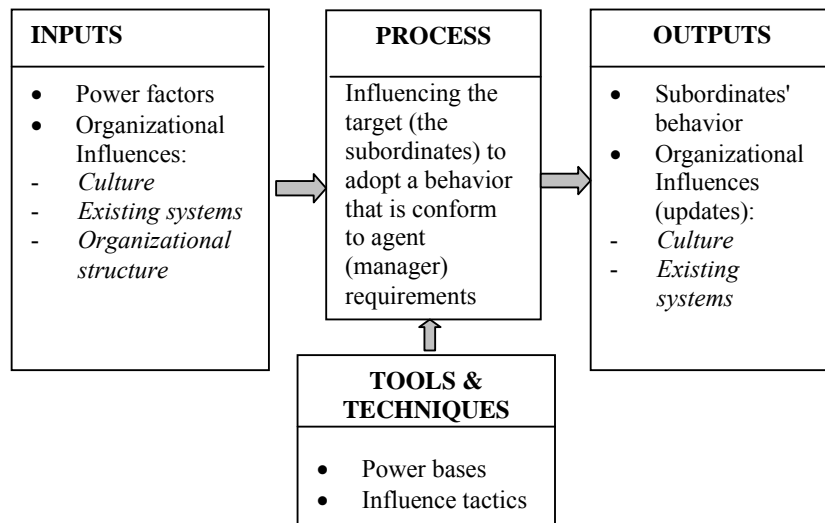 INPUTS
• Power factors
• Organizational
Influences:
- Culture
- Existing systems
- Organizational
structure
PROCESS
Influencing the
target (the
subordinates) to
adopt a behavior
that is conform
to agent
(manager)
requirements
OUTPUTS
• Subordinates'
behavior
• Organizational
Influences
(updates):
- Culture
- Existing
systems
TOOLS &
TECHNIQUES
• Power bases
• Influence tactics